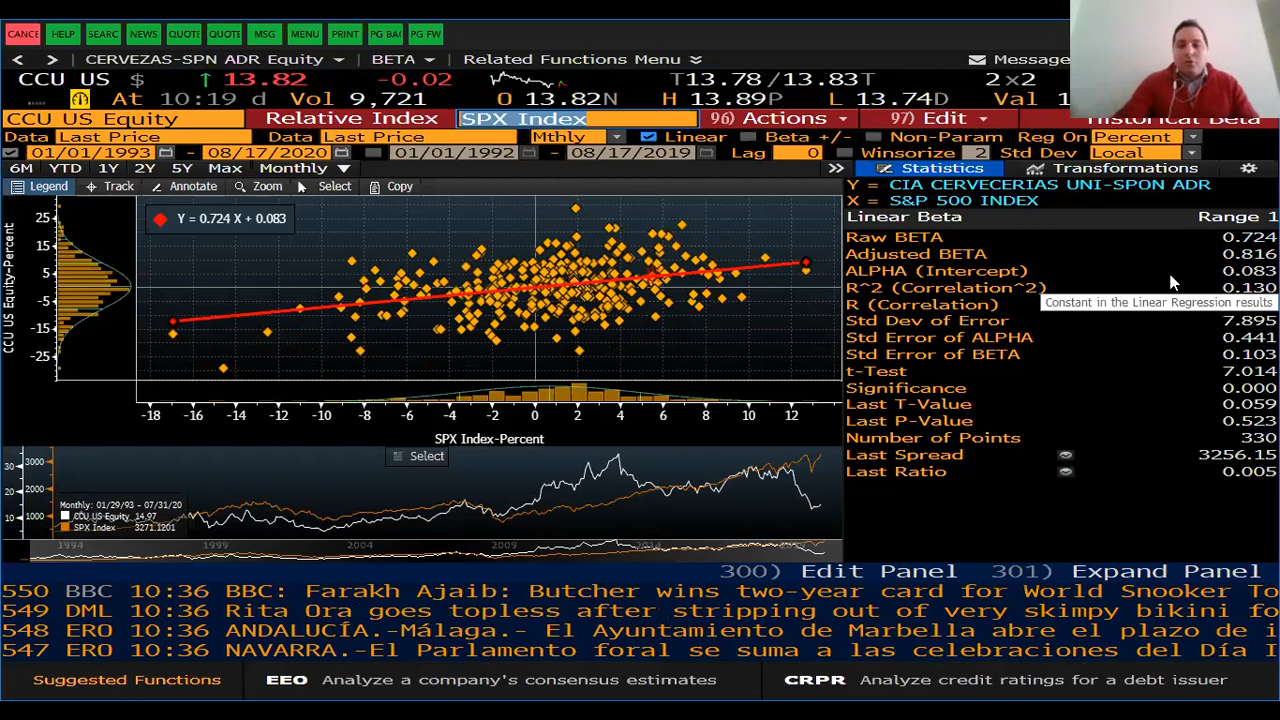 CANCE HELP SEARC NEWS QUOTE QUOTE MSG MENU PRINT PG BAC PG FW
< > CERVEZAS-SPN ADR Equity BETA Related Functions Menu Message
CCU US $ ↑ 13.82 -0.02 T13.78/13.83T 2×2
At 10:19 d Vol 9,721 O 13.82N H 13.89P L 13.74D Val 1
CCU US Equity Relative Index SPX Index 96) Actions 97) Edit Historical Beta
Data Last Price Data Last Price Mthly Linear Beta +/- Non-Param Reg On Percent
01/01/1993 - 08/17/2020 01/01/1992 - 08/17/2019 Lag 0 Winsorize 2 Std Dev Local
6M YTD 1Y 2Y 5Y Max Monthly ▼ » Statistics Transformations
Legend Track Annotate Zoom Select Copy
Y = CIA CERVECERIAS UNI-SPON ADR
X = S&P 500 INDEX
Linear Beta Range 1
Raw BETA 0.724
Adjusted BETA 0.816
ALPHA (Intercept) 0.083
R^2 (Correlation^2) 0.130
R (Correlation)
Constant in the Linear Regression results
Std Dev of Error 7.895
Std Error of ALPHA 0.441
Std Error of BETA 0.103
t-Test 7.014
Significance 0.000
Last T-Value 0.059
Last P-Value 0.523
Number of Points 330
Last Spread 3256.15
Last Ratio 0.005
Y = 0.724 X + 0.083
CCU US Equity-Percent
25
15
5
-5
-15
-25
-18 -16 -14 -12 -10 -8 -6 -4 -2 0 2 4 6 8 10 12
SPX Index-Percent
Select
30
20
10
3000
2000
1000
Monthly: 01/29/93 - 07/31/20
CCU US Equity 14.97
SPX Index 3271.1201
1994 1999 2004 2009 2014
300) Edit Panel 301) Expand Panel
550 BBC 10:36 BBC: Farakh Ajaib: Butcher wins two-year card for World Snooker To
549 DML 10:36 Rita Ora goes topless after stripping out of very skimpy bikini fo
548 ERO 10:36 ANDALUCÍA.-Málaga.- El Ayuntamiento de Marbella abre el plazo de i
547 ERO 10:36 NAVARRA.-El Parlamento foral se suma a las celebraciones del Día I
Suggested Functions EEO Analyze a company's consensus estimates CRPR Analyze credit ratings for a debt issuer